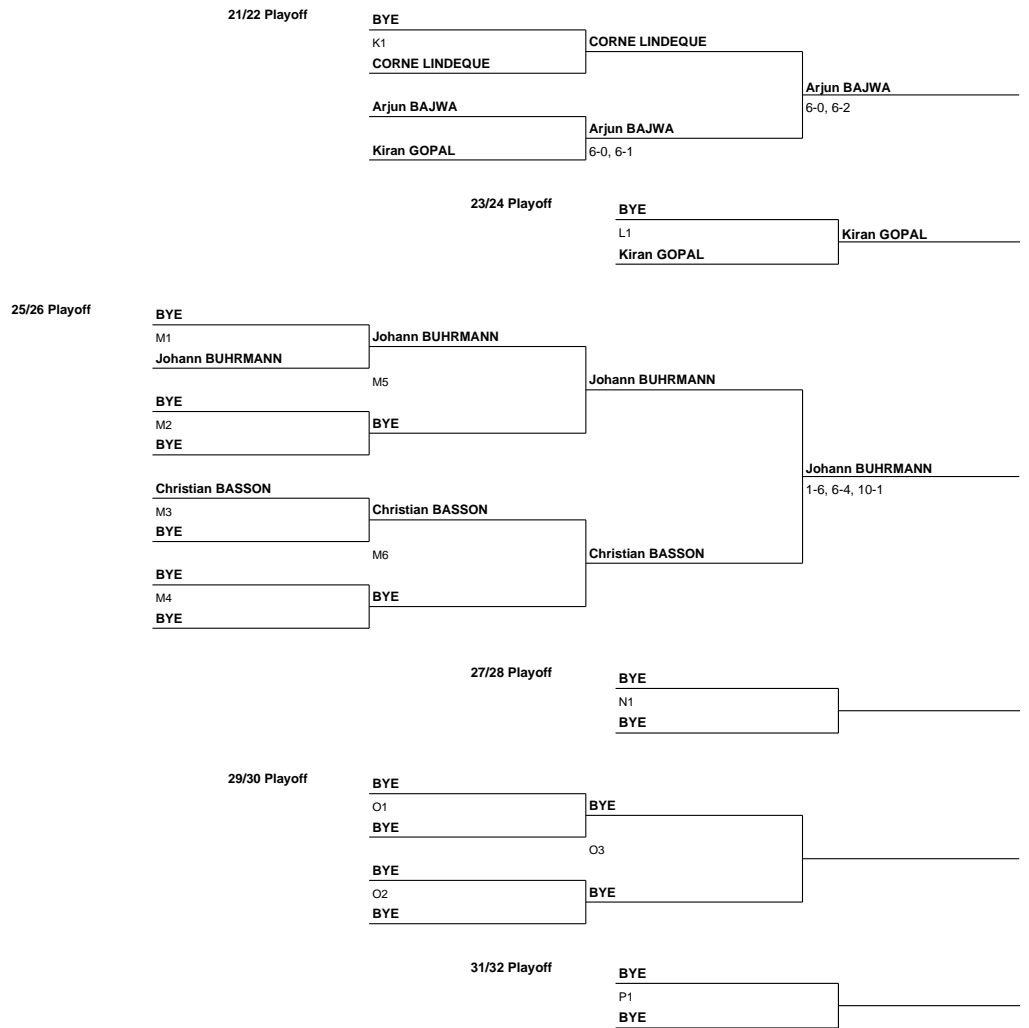 21/22 Playoff
BYE
K1
CORNE LINDEQUE
CORNE LINDEQUE
Arjun BAJWA
6-0, 6-2
Arjun BAJWA
Arjun BAJWA
Kiran GOPAL
6-0, 6-1
23/24 Playoff
BYE
L1
Kiran GOPAL
Kiran GOPAL
25/26 Playoff
BYE
M1
Johann BUHRMANN
Johann BUHRMANN
M5
Johann BUHRMANN
BYE
M2
BYE
BYE
Johann BUHRMANN
1-6, 6-4, 10-1
Christian BASSON
M3
Christian BASSON
BYE
M6
Christian BASSON
BYE
M4
BYE
BYE
27/28 Playoff
BYE
N1
BYE
29/30 Playoff
BYE
O1
BYE
BYE
O3
BYE
O2
BYE
BYE
31/32 Playoff
BYE
P1
BYE